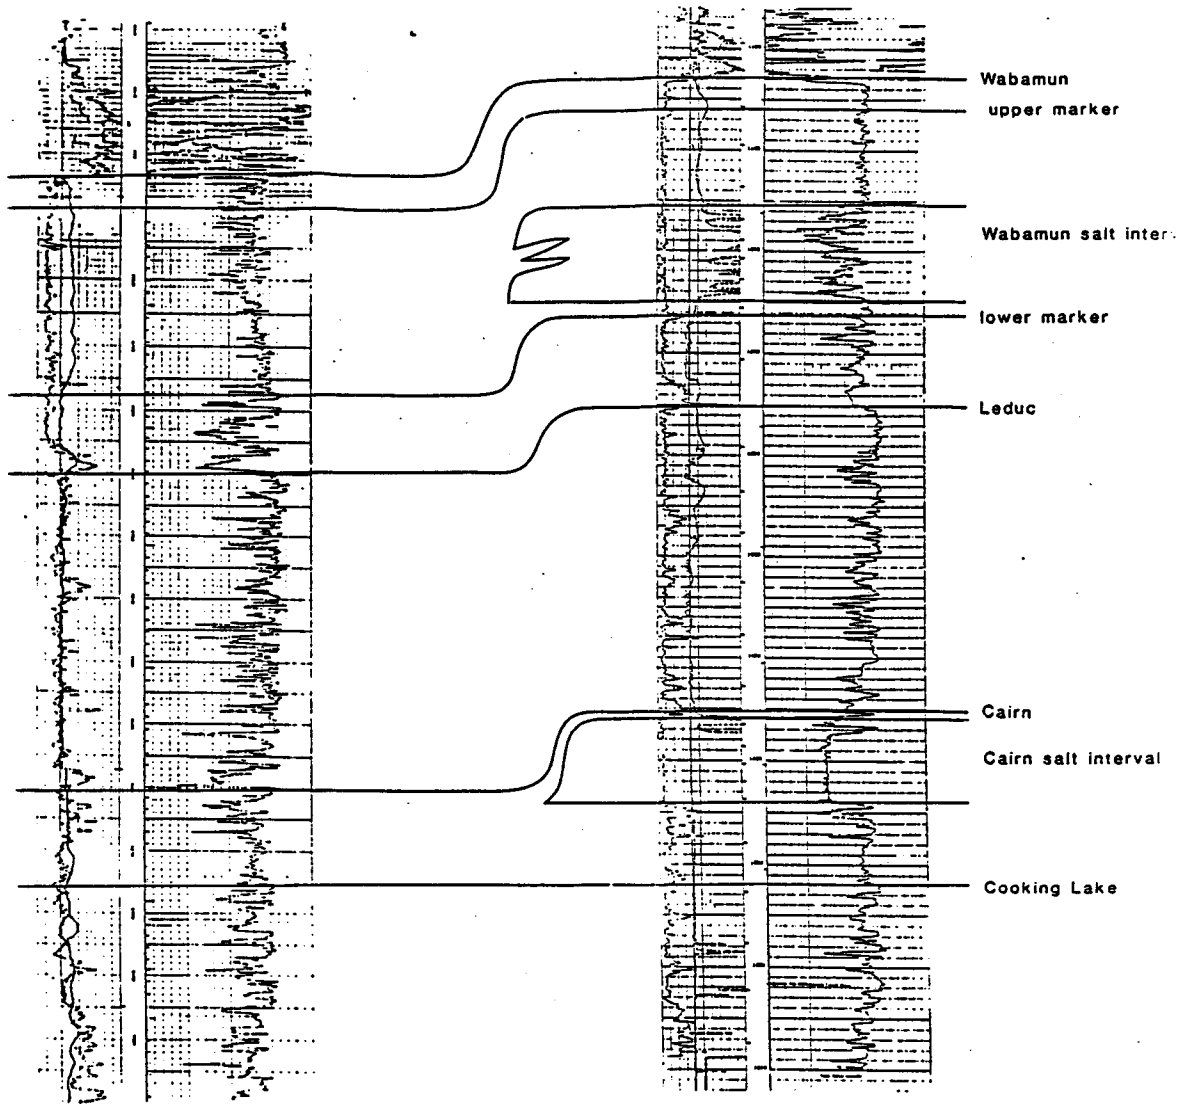 Wabamun
upper marker
Wabamun salt inter.
lower marker
Leduc
Cairn
Cairn salt interval
Cooking Lake